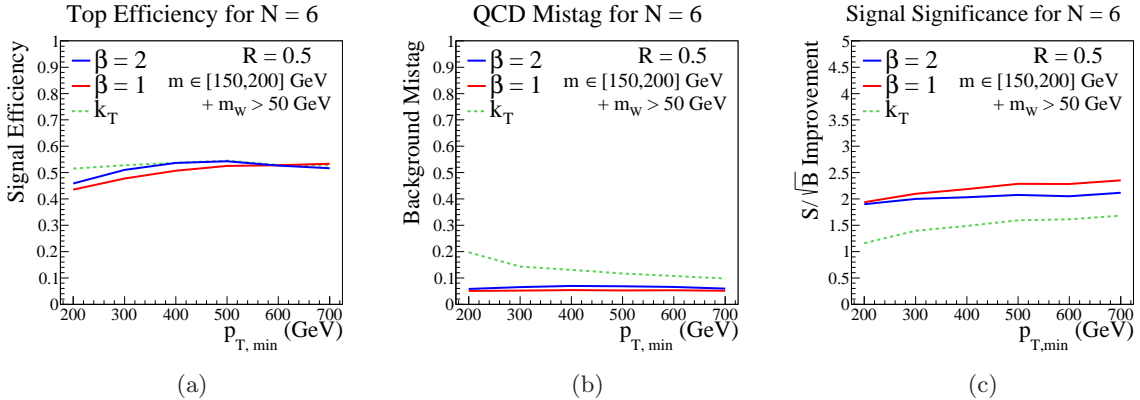 Top Efficiency for N = 6
Signal Efficiency
1
0.9
0.8
0.7
0.6
0.5
0.4
0.3
0.2
0.1
0
β = 2
β = 1
k_T
R = 0.5
m ∈ [150,200] GeV
+ m_W > 50 GeV
200 300 400 500 600 700
p_T, min (GeV)
(a)
QCD Mistag for N = 6
Background Mistag
1
0.9
0.8
0.7
0.6
0.5
0.4
0.3
0.2
0.1
0
β = 2
β = 1
k_T
R = 0.5
m ∈ [150,200] GeV
+ m_W > 50 GeV
200 300 400 500 600 700
p_T, min (GeV)
(b)
Signal Significance for N = 6
S/√B Improvement
5
4.5
4
3.5
3
2.5
2
1.5
1
0.5
0
β = 2
β = 1
k_T
R = 0.5
m ∈ [150,200] GeV
+ m_W > 50 GeV
200 300 400 500 600 700
p_T,min (GeV)
(c)